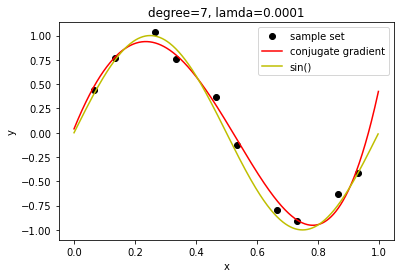 degree=7, lamda=0.0001
sample set
conjugate gradient
sin()
1.00
0.75
0.50
0.25
0.00
−0.25
−0.50
−0.75
−1.00
y
0.0 0.2 0.4 0.6 0.8 1.0
x